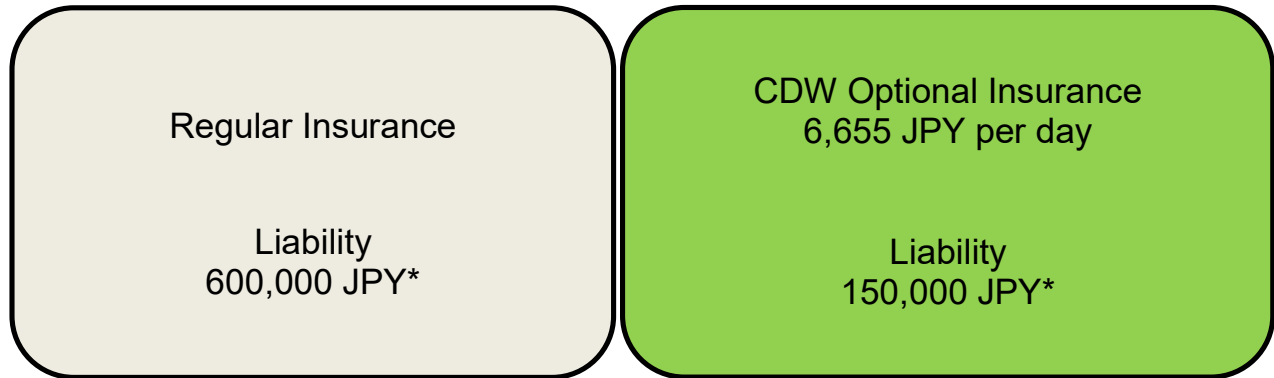 Regular Insurance
Liability
600,000 JPY*
CDW Optional Insurance
6,655 JPY per day
Liability
150,000 JPY*